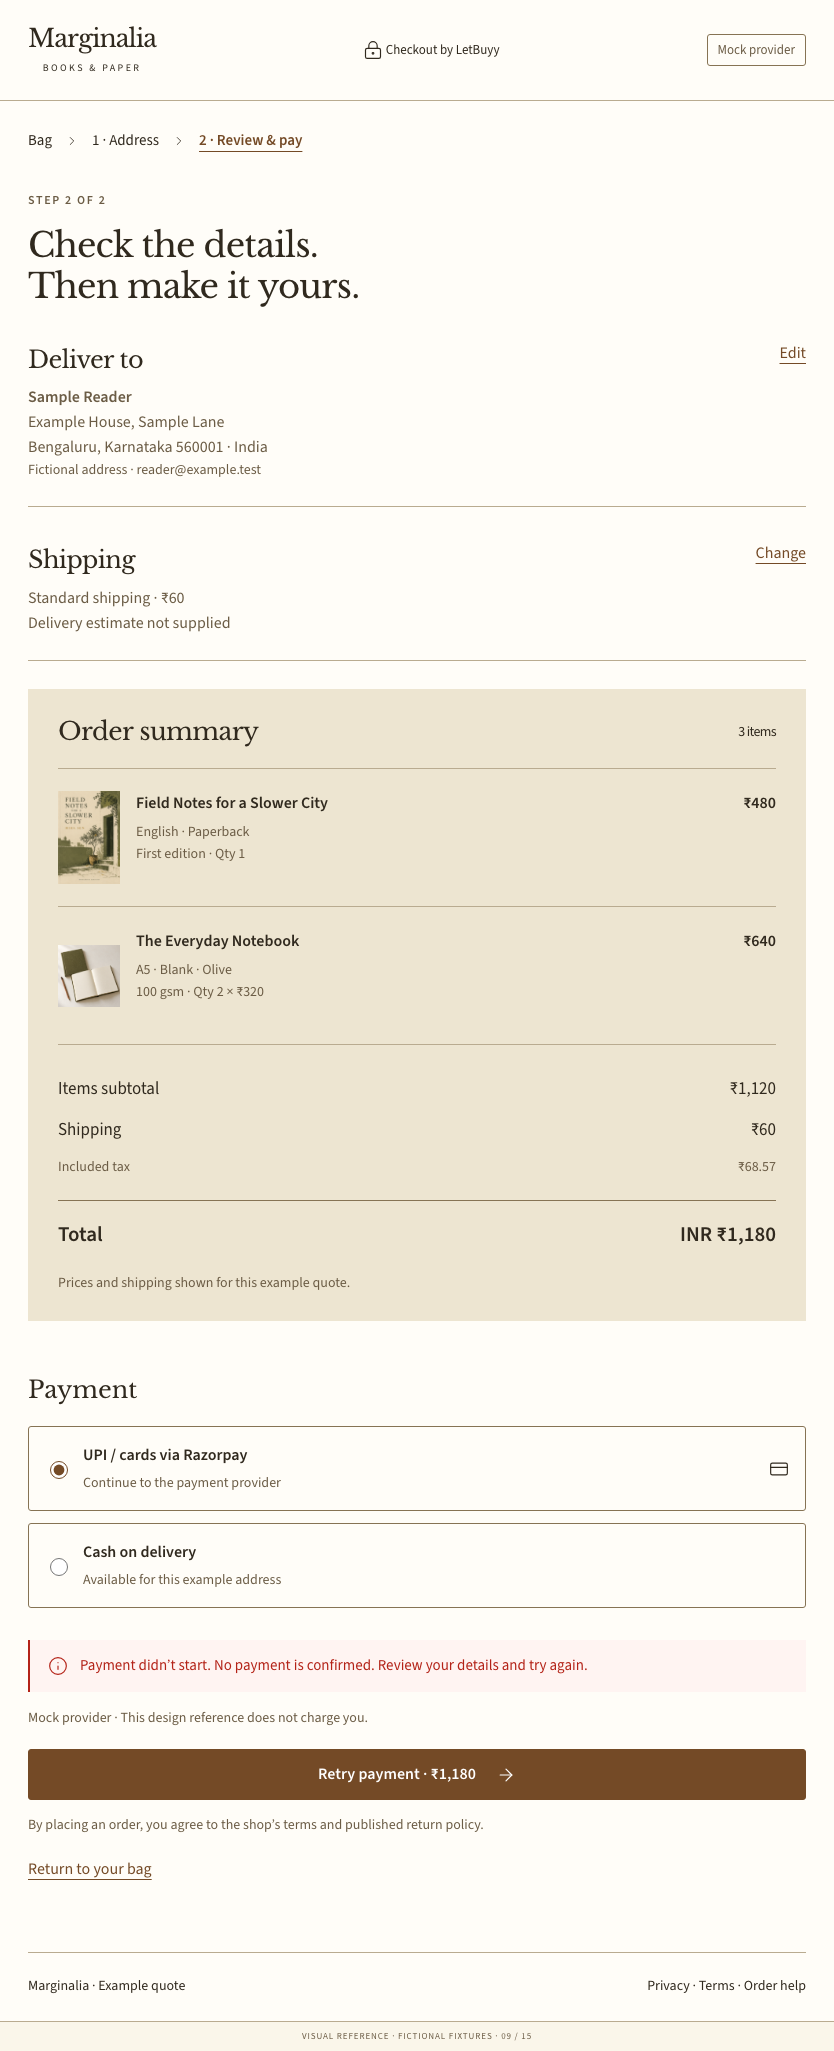 Marginalia
BOOKS & PAPER
Checkout by LetBuyy
Mock provider
Bag
1 · Address
2 · Review & pay
STEP 2 OF 2
Check the details.
Then make it yours.
Deliver to
Edit
Sample Reader
Example House, Sample Lane
Bengaluru, Karnataka 560001 · India
Fictional address · reader@example.test
Shipping
Change
Standard shipping · ₹60
Delivery estimate not supplied
Order summary
3 items
FIELD
NOTES
SLOWER
CITY
Field Notes for a Slower City
₹480
English · Paperback
First edition · Qty 1
The Everyday Notebook
₹640
A5 · Blank · Olive
100 gsm · Qty 2 × ₹320
Items subtotal
₹1,120
Shipping
₹60
Included tax
₹68.57
Total
INR ₹1,180
Prices and shipping shown for this example quote.
Payment
UPI / cards via Razorpay
Continue to the payment provider
Cash on delivery
Available for this example address
Payment didn’t start. No payment is confirmed. Review your details and try again.
Mock provider · This design reference does not charge you.
Retry payment · ₹1,180
By placing an order, you agree to the shop’s terms and published return policy.
Return to your bag
Marginalia · Example quote
Privacy · Terms · Order help
VISUAL REFERENCE · FICTIONAL FIXTURES · 09 / 15